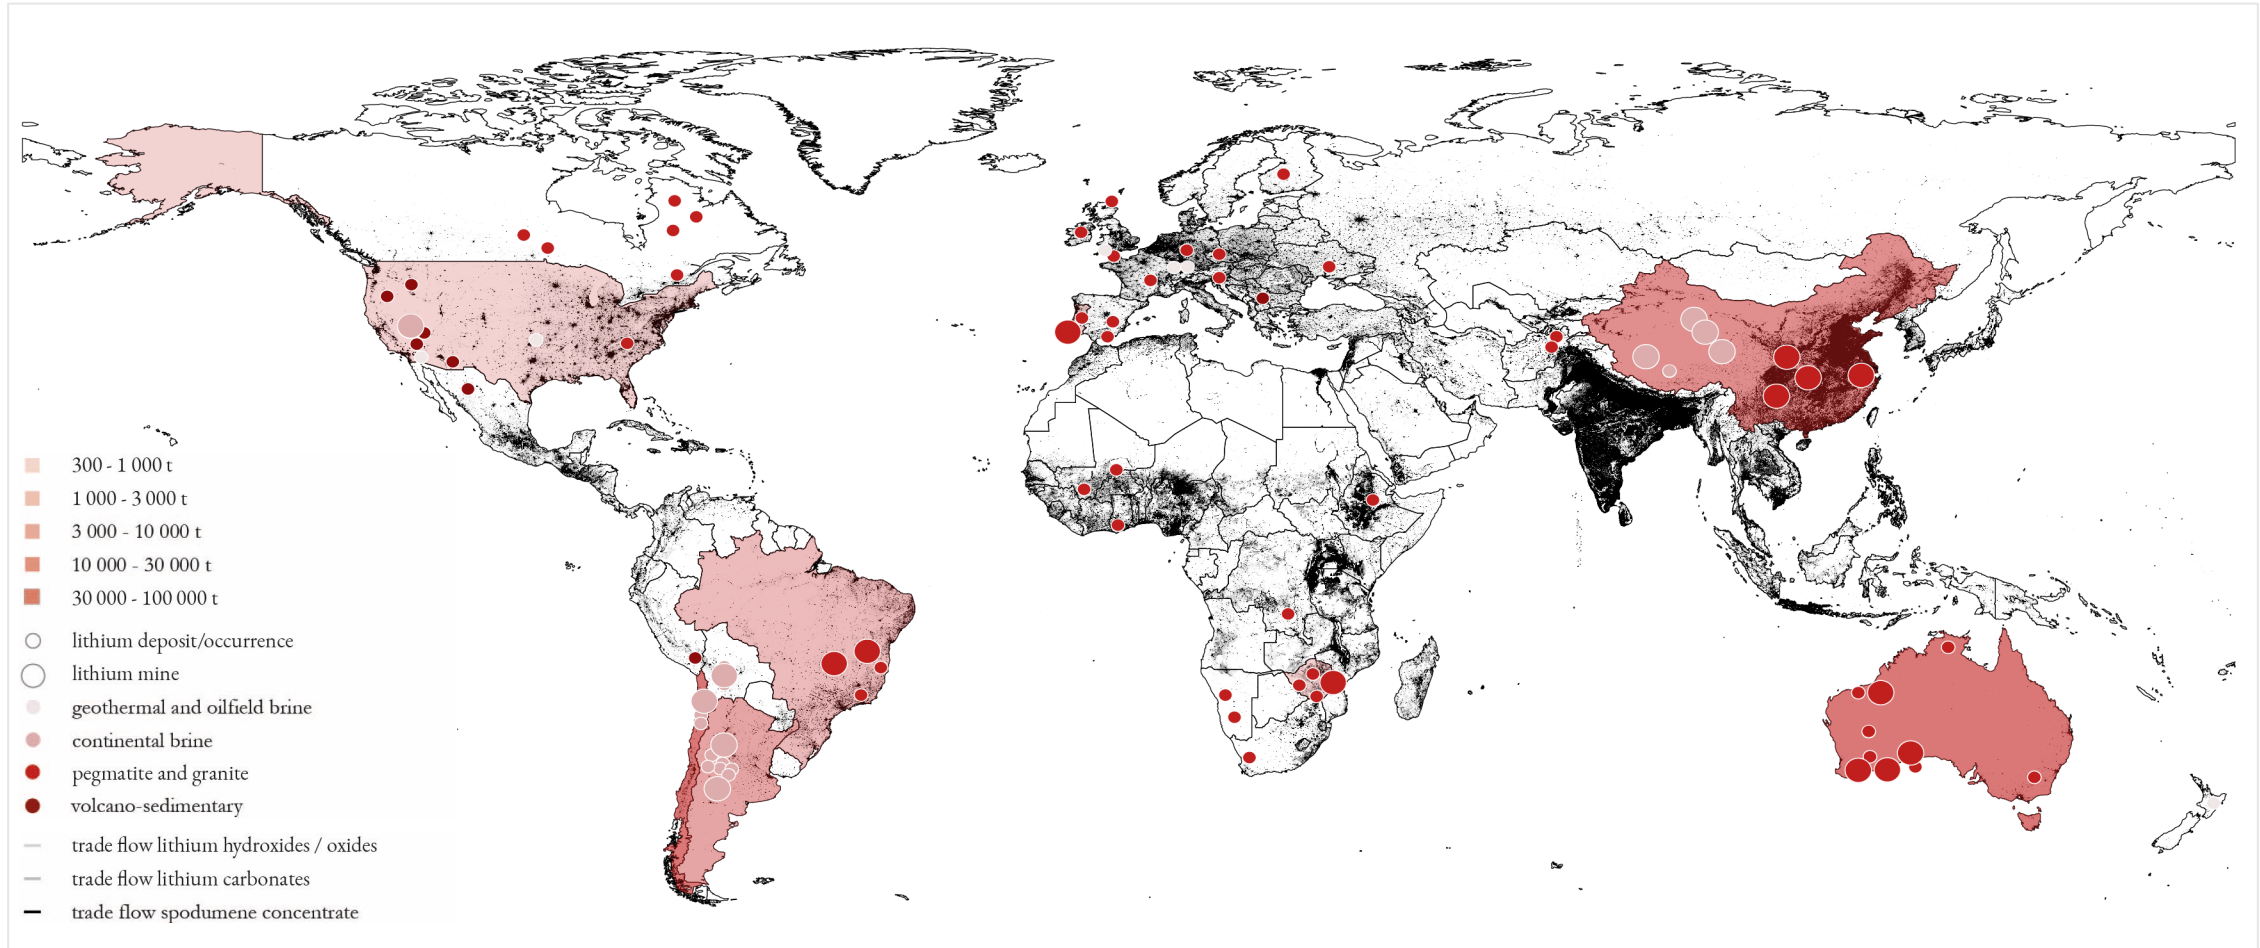 300 - 1 000 t
1 000 - 3 000 t
3 000 - 10 000 t
10 000 - 30 000 t
30 000 - 100 000 t
lithium deposit/occurrence
lithium mine
geothermal and oilfield brine
continental brine
pegmatite and granite
volcano-sedimentary
trade flow lithium hydroxides / oxides
trade flow lithium carbonates
trade flow spodumene concentrate